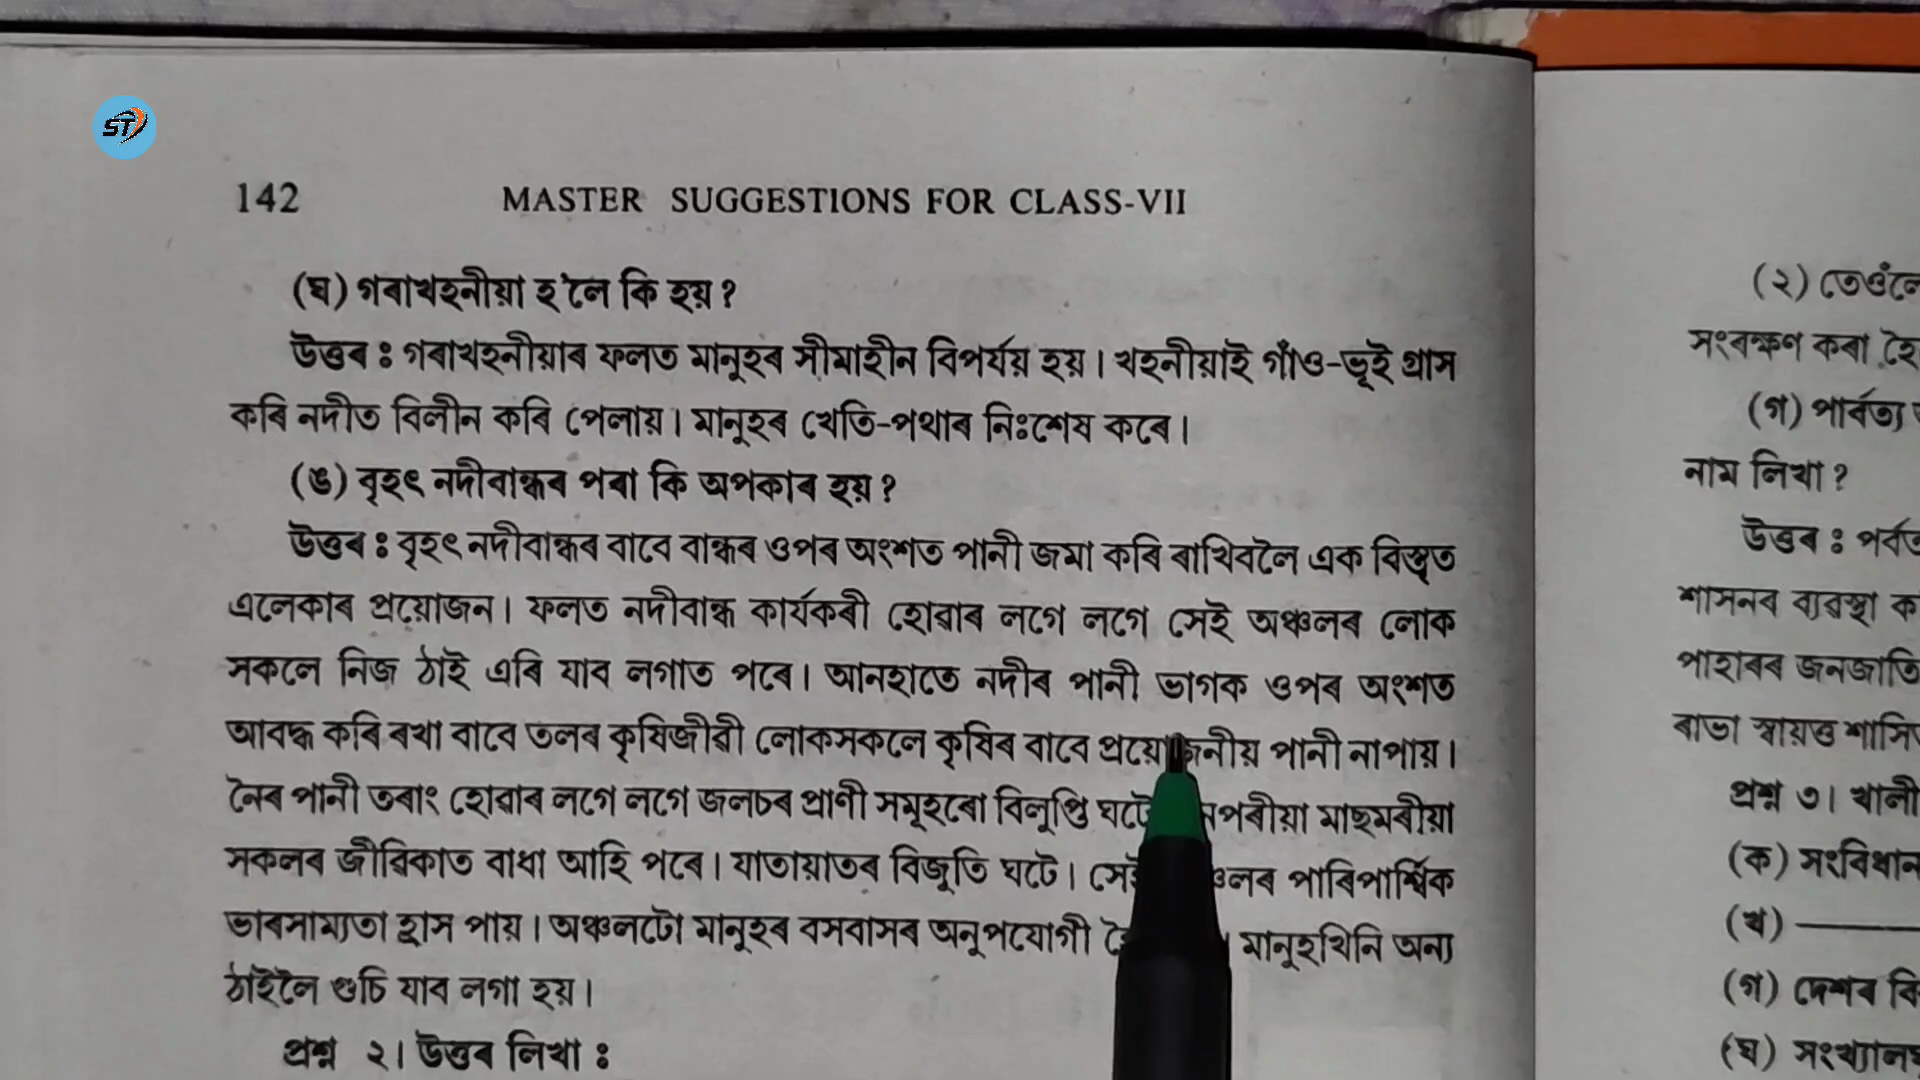 ST
142 MASTER SUGGESTIONS FOR CLASS-VII
(ঘ) গৰাখহনীয়া হ'লে কি হয় ?
উত্তৰ ঃ গৰাখহনীয়াৰ ফলত মানুহৰ সীমাহীন বিপৰ্যয় হয়। খহনীয়াই গাঁও-ভূই গ্ৰাস
কৰি নদীত বিলীন কৰি পেলায়। মানুহৰ খেতি-পথাৰ নিঃশেষ কৰে।
(ঙ) বৃহৎ নদীবান্ধৰ পৰা কি অপকাৰ হয় ?
উত্তৰ ঃ বৃহৎ নদীবান্ধৰ বাবে বান্ধৰ ওপৰ অংশত পানী জমা কৰি ৰাখিবলৈ এক বিস্তৃত
এলেকাৰ প্ৰয়োজন। ফলত নদীবান্ধ কাৰ্যকৰী হোৱাৰ লগে লগে সেই অঞ্চলৰ লোক
সকলে নিজ ঠাই এৰি যাব লগাত পৰে। আনহাতে নদীৰ পানী ভাগক ওপৰ অংশত
আবদ্ধ কৰি ৰখা বাবে তলৰ কৃষিজীৱী লোকসকলে কৃষিৰ বাবে প্ৰয়োজনীয় পানী নাপায়।
নৈৰ পানী তৰাং হোৱাৰ লগে লগে জলচৰ প্ৰাণী সমূহৰো বিলুপ্তি ঘটে মাছমৰীয়া
সকলৰ জীৱিকাত বাধা আহি পৰে। যাতায়াতৰ বিজুতি ঘটে। পাৰিপাৰ্শ্বিক
ভাৰসাম্যতা হ্ৰাস পায়। অঞ্চলটো মানুহৰ বসবাসৰ অনুপযোগী মানুহখিনি অন্য
ঠাইলৈ গুচি যাব লগা হয়।
প্ৰশ্ন ২। উত্তৰ লিখা ঃ
(২) তেওঁলে
সংৰক্ষণ কৰা হৈ
(গ) পাৰ্বত্য
নাম লিখা ?
উত্তৰ ঃ পৰ্বত
শাসনৰ ব্যৱস্থা ক
পাহাৰৰ জনজাতি
ৰাভা স্বায়ত্ত শাসি
প্ৰশ্ন ৩। খালী
(ক) সংবিধান
(খ)
(গ) দেশৰ বি
(ঘ) সংখ্যালঘ